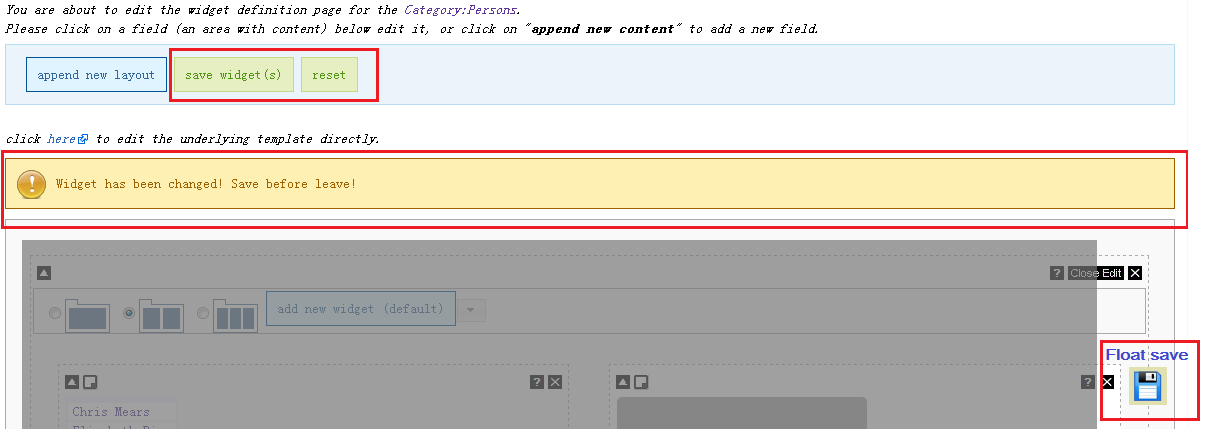 You are about to edit the widget definition page for the Category:Persons.
Please click on a field (an area with content) below edit it, or click on "append new content" to add a new field.
append new layout save widget(s) reset
click here to edit the underlying template directly.
! Widget has been changed! Save before leave!
? Close Edit
add new widget (default)
Float save
? ?
Chris Mears